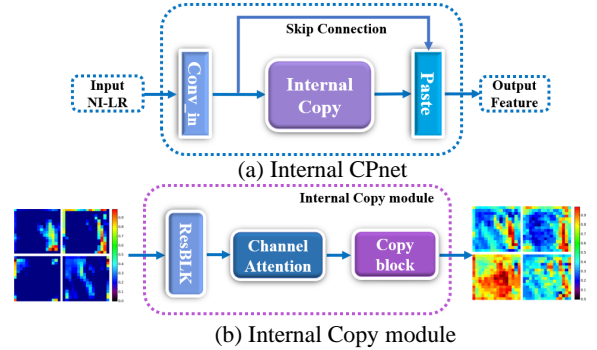 Skip Connection
Input
NI-LR
Conv_in
Internal
Copy
Paste
Output
Feature
(a) Internal CPnet
Internal Copy module
ResBLK
Channel
Attention
Copy
block
(b) Internal Copy module